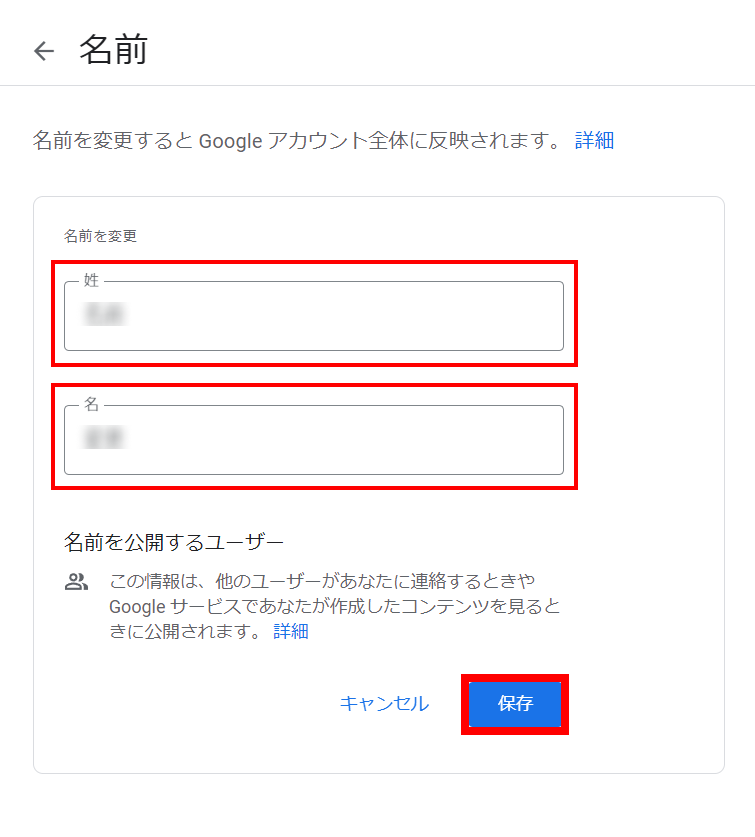 名前
名前を変更すると Google アカウント全体に反映されます。 詳細
名前を変更
姓
名
名前を公開するユーザー
この情報は、他のユーザーがあなたに連絡するときや
Google サービスであなたが作成したコンテンツを見ると
きに公開されます。 詳細
キャンセル
保存